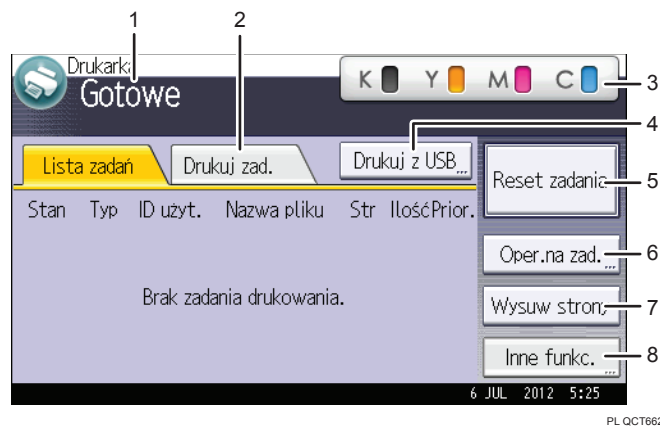 1 2
Drukarka
Gotowe
K Y M C 3
4
Lista zadań Drukuj zad. Drukuj z USB
Reset zadania 5
Stan Typ ID użyt. Nazwa pliku Str Ilość Prior.
Oper.na zad. 6
Brak zadania drukowania.
Wysuw strony 7
Inne funkc. 8
6 JUL 2012 5:25
PL QCT662